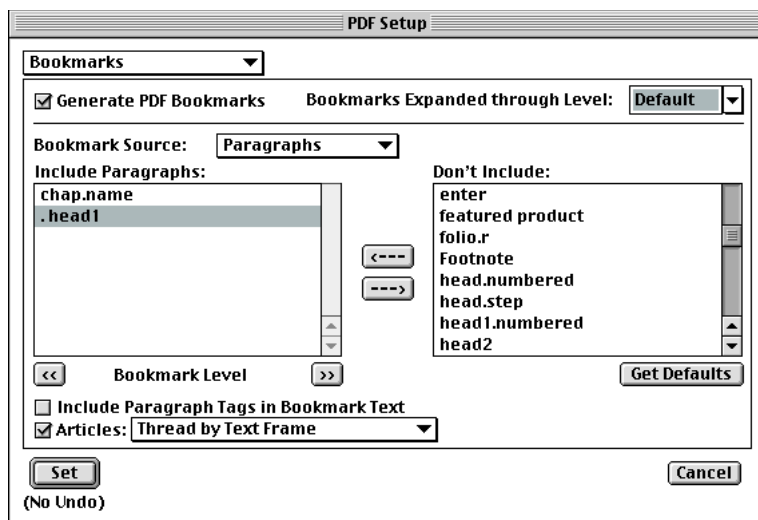 PDF Setup
Bookmarks
Generate PDF Bookmarks Bookmarks Expanded through Level: Default
Bookmark Source: Paragraphs
Include Paragraphs: Don't Include:
chap.name
.head1
enter
featured product
folio.r
Footnote
head.numbered
head.step
head1.numbered
head2
<---
--->
<< Bookmark Level >> Get Defaults
Include Paragraph Tags in Bookmark Text
Articles: Thread by Text Frame
Set Cancel
(No Undo)